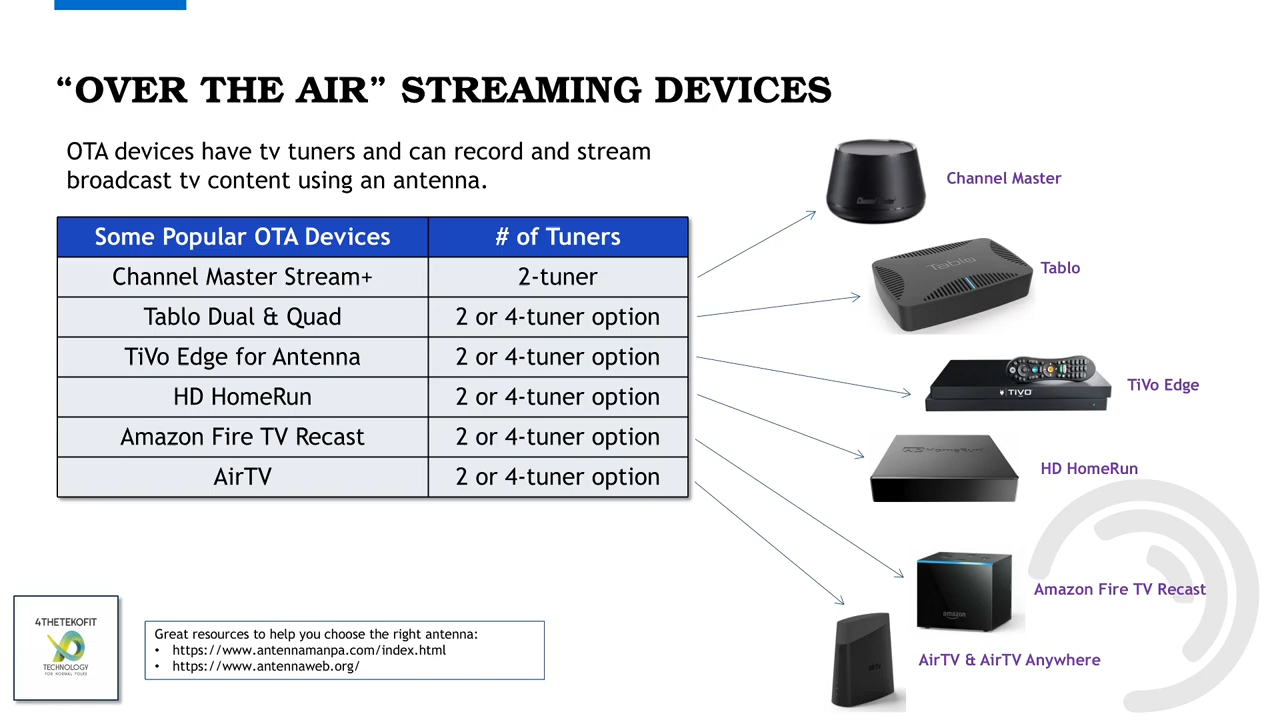 “OVER THE AIR” STREAMING DEVICES
OTA devices have tv tuners and can record and stream
broadcast tv content using an antenna.
Some Popular OTA Devices # of Tuners
Channel Master Stream+ 2-tuner
Tablo Dual & Quad 2 or 4-tuner option
TiVo Edge for Antenna 2 or 4-tuner option
HD HomeRun 2 or 4-tuner option
Amazon Fire TV Recast 2 or 4-tuner option
AirTV 2 or 4-tuner option
Channel Master
Tablo
Tablo
TIVO
TiVo Edge
HD HomeRun
amazon
Amazon Fire TV Recast
AirTV & AirTV Anywhere
4THETEKOFIT
TECHNOLOGY
FOR NORMAL FOLKS
Great resources to help you choose the right antenna:
• https://www.antennamanpa.com/index.html
• https://www.antennaweb.org/